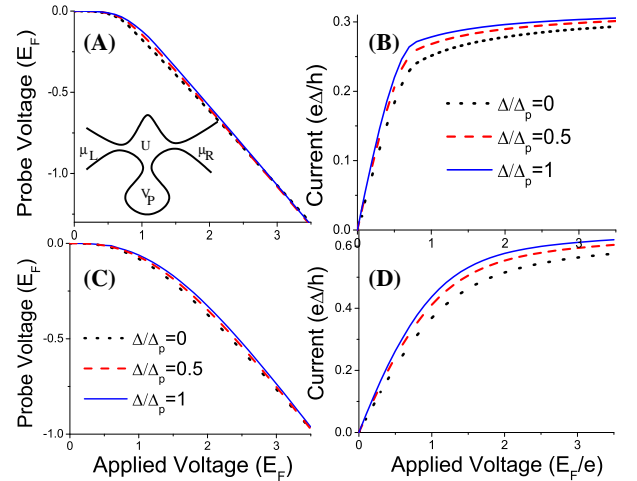 0.0
-0.5
-1.0
0 1 2 3
Probe Voltage (E_F)
(A)
μ_L U μ_R
V_P
0.3
0.2
0.1
0.0
0 1 2 3
Current (eΔ/h)
(B)
Δ/Δ_p=0
Δ/Δ_p=0.5
Δ/Δ_p=1
0.0
-0.5
-1.0
0 1 2 3
Probe Voltage (E_F)
(C)
Δ/Δ_p=0
Δ/Δ_p=0.5
Δ/Δ_p=1
Applied Voltage (E_F)
0.6
0.4
0.2
0.0
0 1 2 3
Current (eΔ/h)
(D)
Applied Voltage (E_F/e)